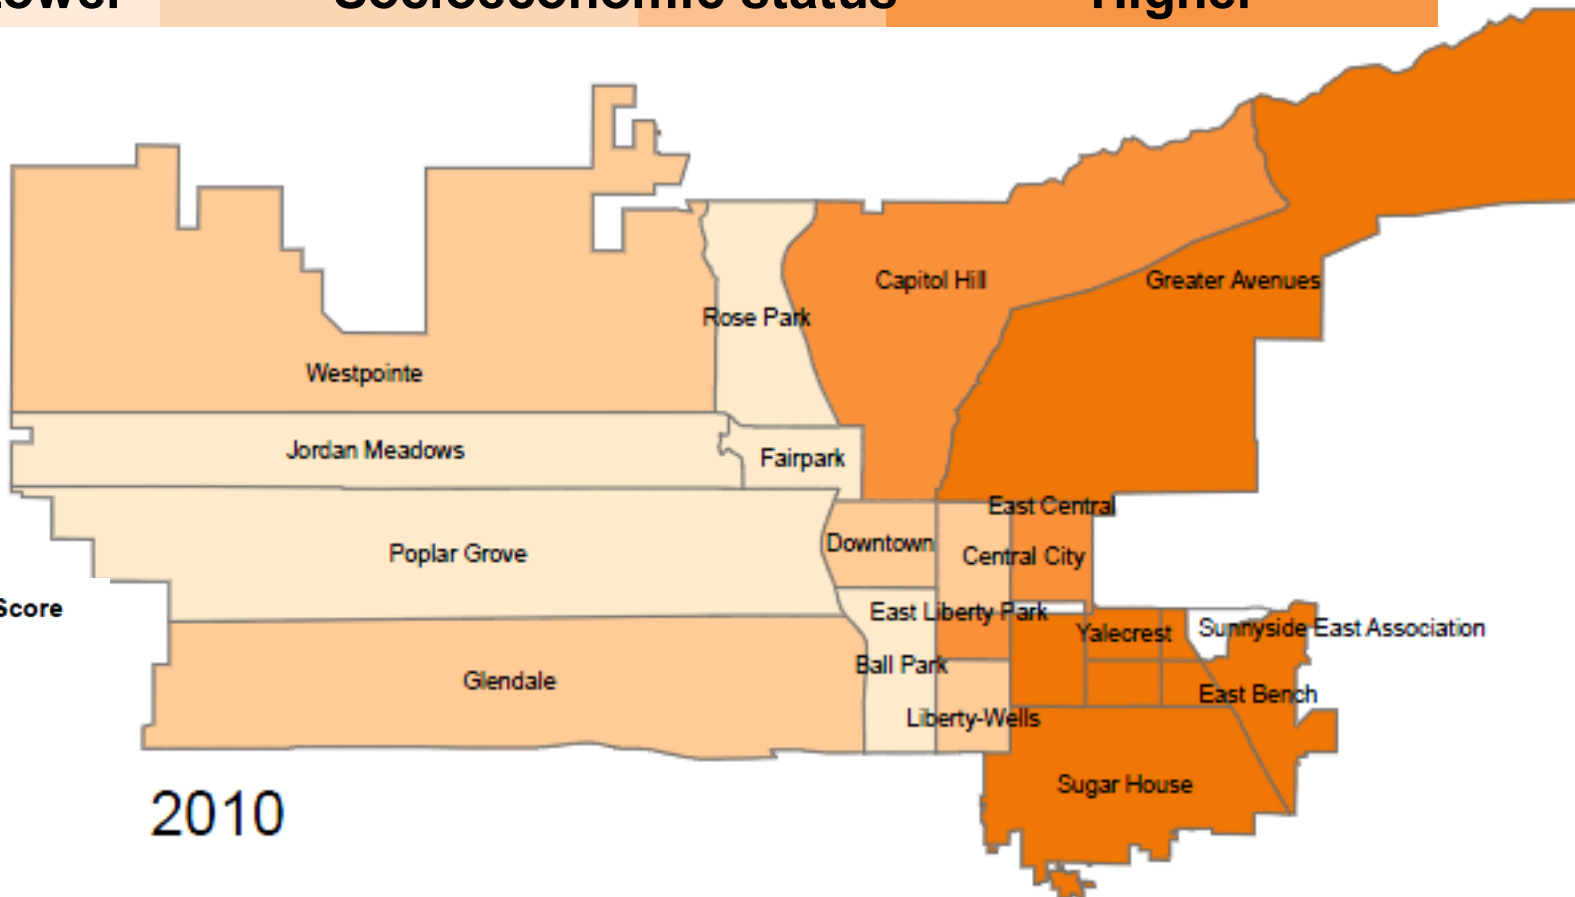 Lower Socioeconomic status Higher
Capitol Hill
Greater Avenues
Rose Park
Westpointe
Jordan Meadows
Fairpark
East Central
Downtown
Central City
Poplar Grove
Score
East Liberty Park
Yalecrest
Sunnyside East Association
Ball Park
Glendale
East Bench
Liberty-Wells
Sugar House
2010